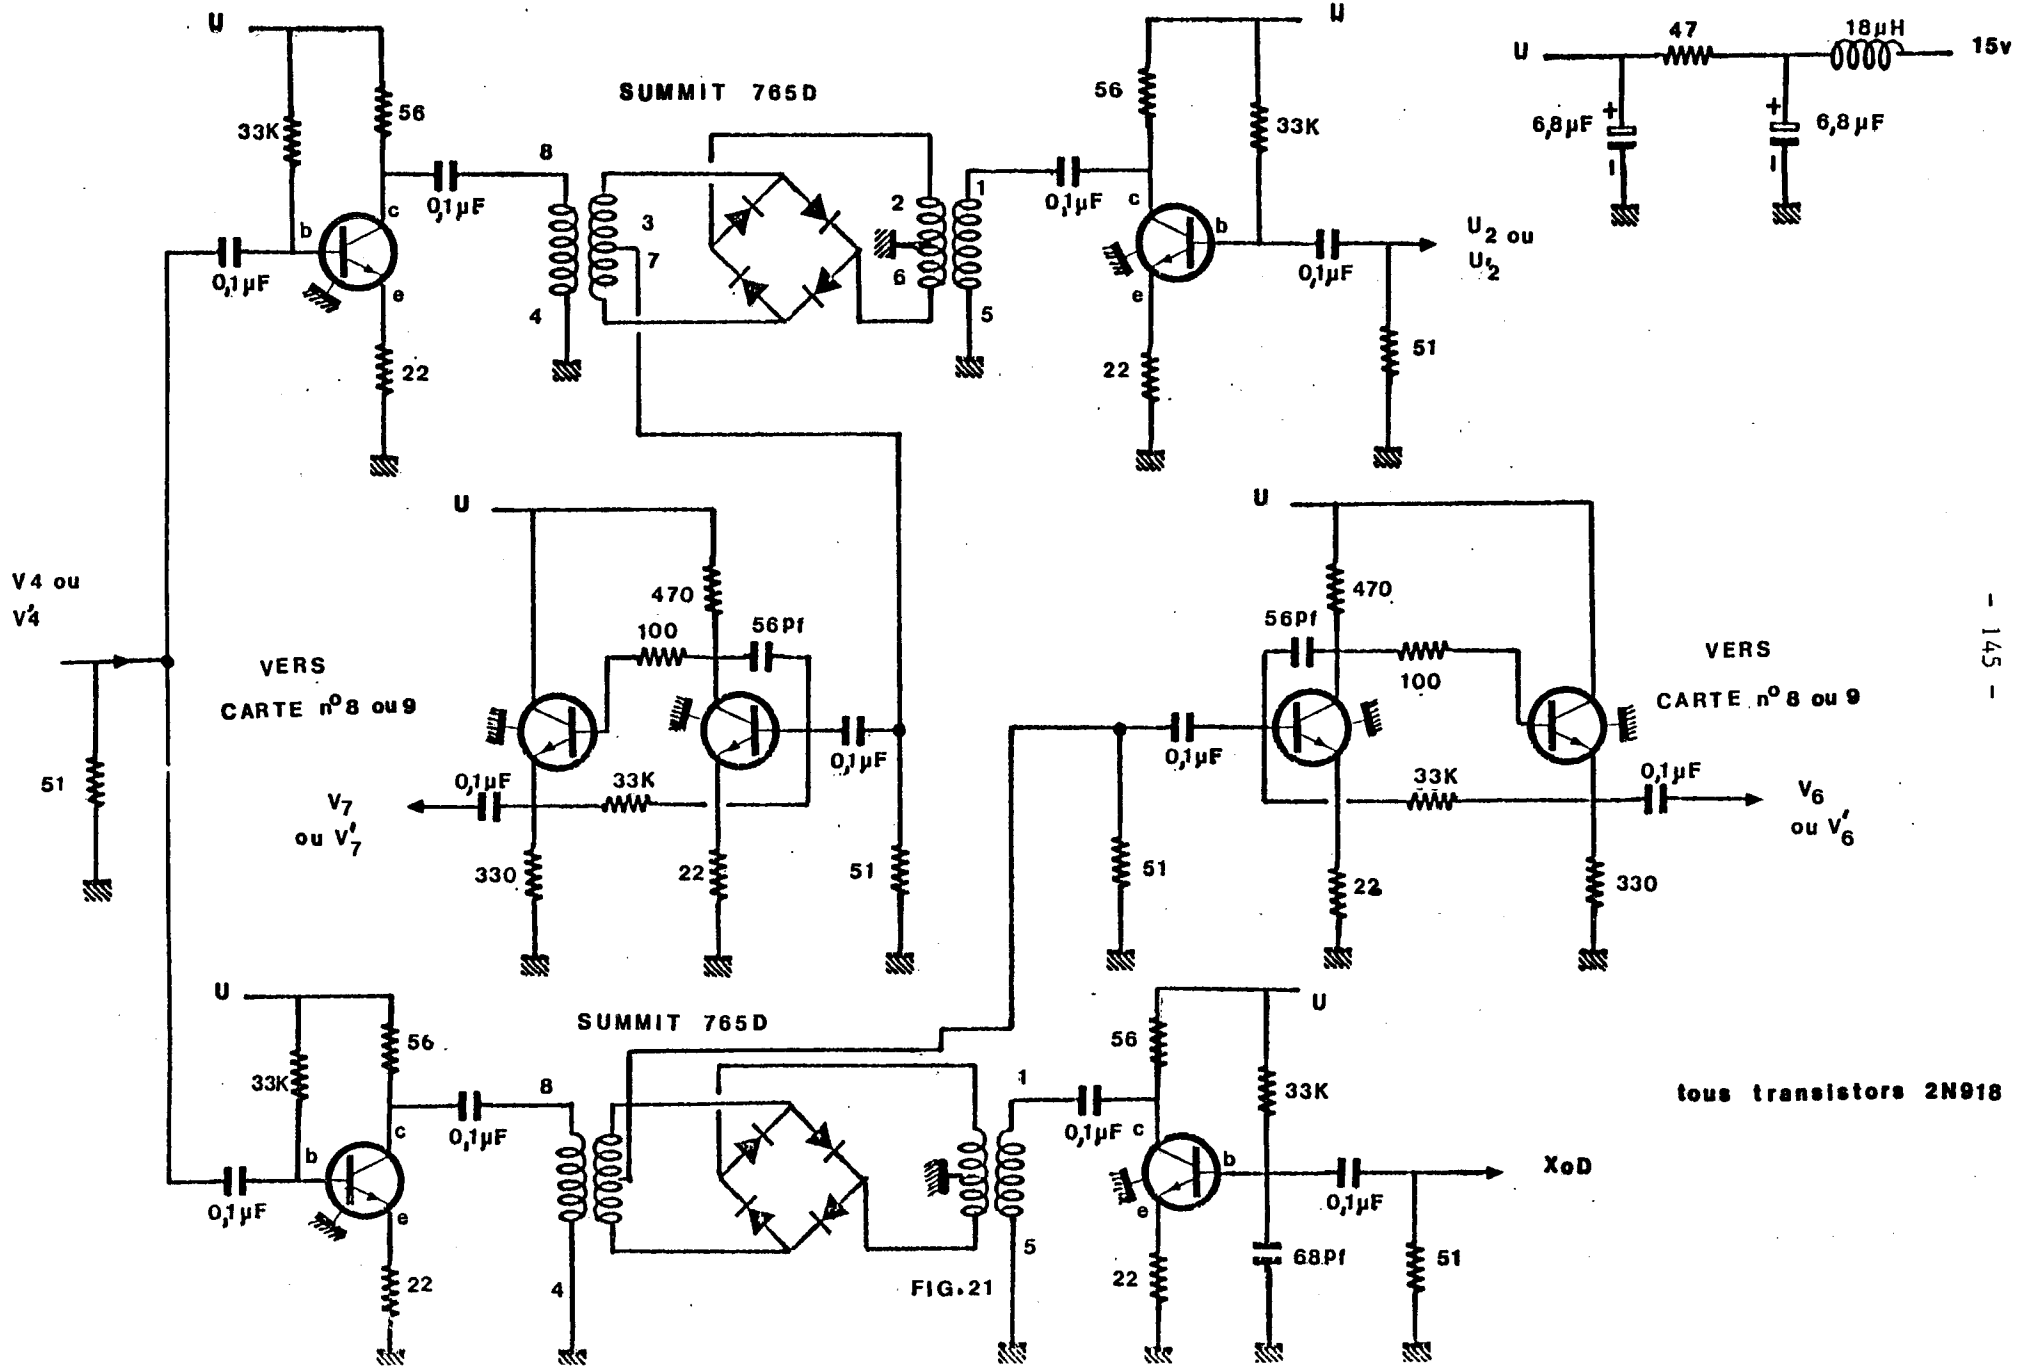 U
U
U
47
18µH
15v
SUMMIT 765D
56
33K
56
33K
6,8µF
+
-
+
-
6,8µF
8
0,1µF
b
c
e
0,1µF
3
7
2
6
1
0,1µF
c
b
e
0,1µF
U2 ou
U'2
4
5
22
22
51
U
U
V4 ou
V'4
470
100
56Pf
470
56Pf
100
VERS
CARTE n°8 ou 9
VERS
CARTE n°8 ou 9
- 145 -
51
0,1µF
33K
0,1µF
0,1µF
33K
0,1µF
V7
ou V'7
V6
ou V'6
330
22
51
51
22
330
U
SUMMIT 765D
U
56
33K
56
33K
8
1
0,1µF
0,1µF
tous transistors 2N918
b
c
e
0,1µF
c
b
e
0,1µF
XoD
5
22
4
FIG.21
22
68Pf
51